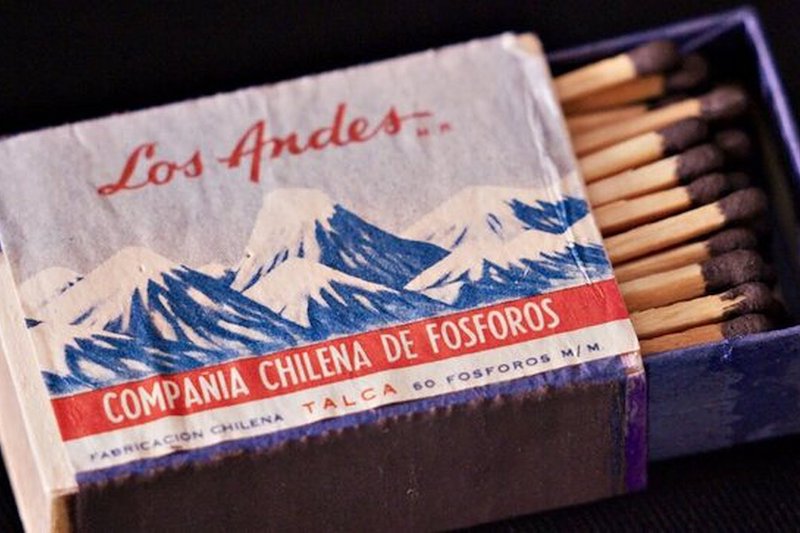 Los Andes M.R.
COMPAÑIA CHILENA DE FOSFOROS
FABRICACION CHILENA TALCA 60 FOSFOROS M/M.